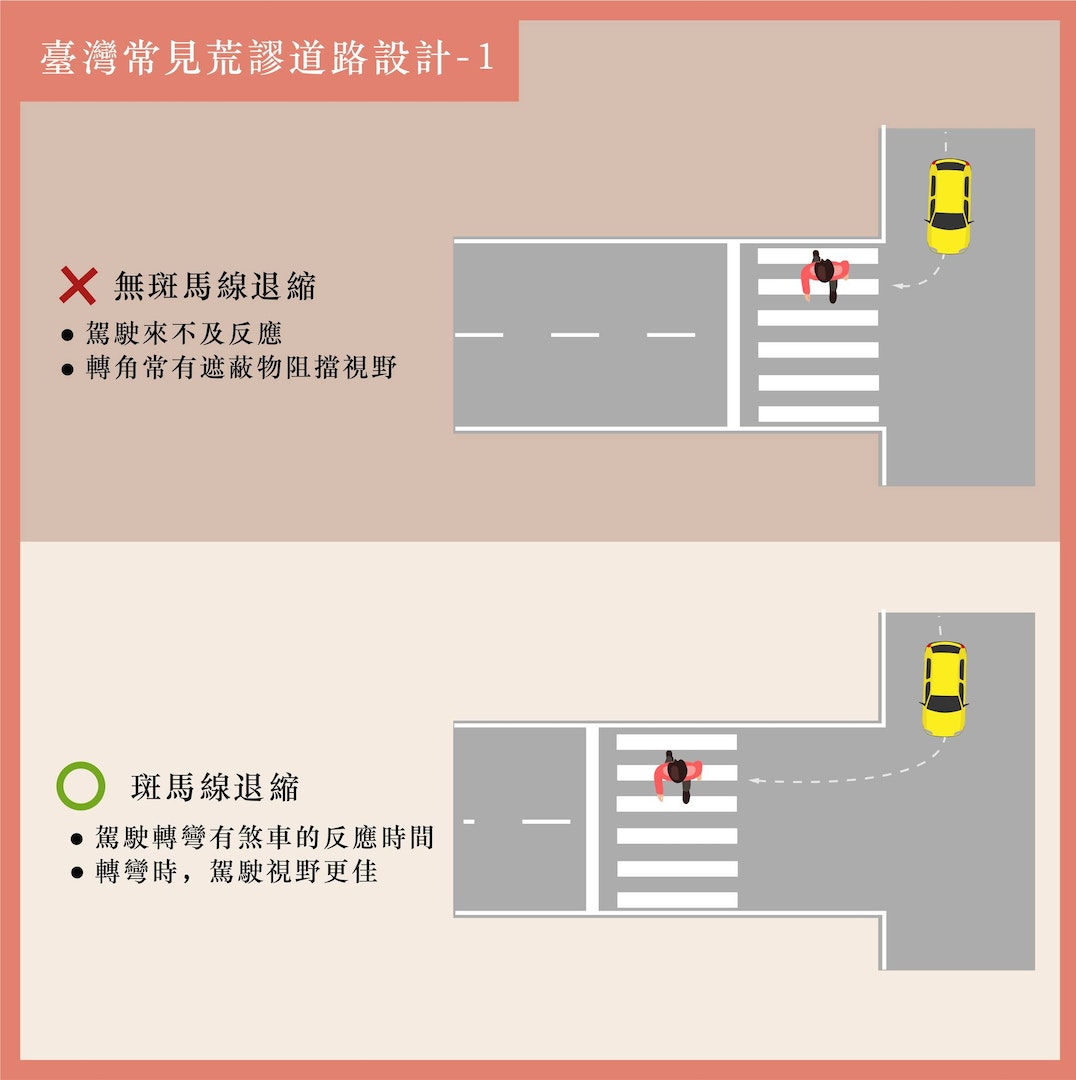 臺灣常見荒謬道路設計-1
無斑馬線退縮
● 駕駛來不及反應
● 轉角常有遮蔽物阻擋視野
斑馬線退縮
● 駕駛轉彎有煞車的反應時間
● 轉彎時，駕駛視野更佳